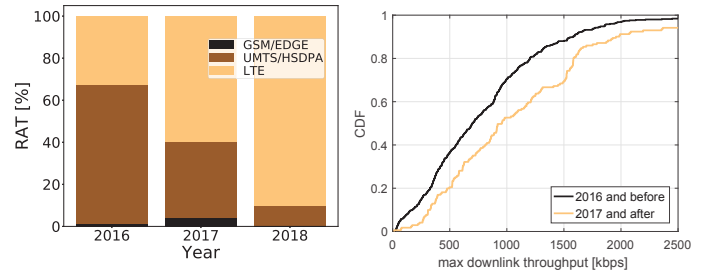 100
80
60
40
20
0
RAT [%]
GSM/EDGE
UMTS/HSDPA
LTE
2016 2017 2018
Year
1
0.8
0.6
0.4
0.2
0
CDF
2016 and before
2017 and after
0 500 1000 1500 2000 2500
max downlink throughput [kbps]